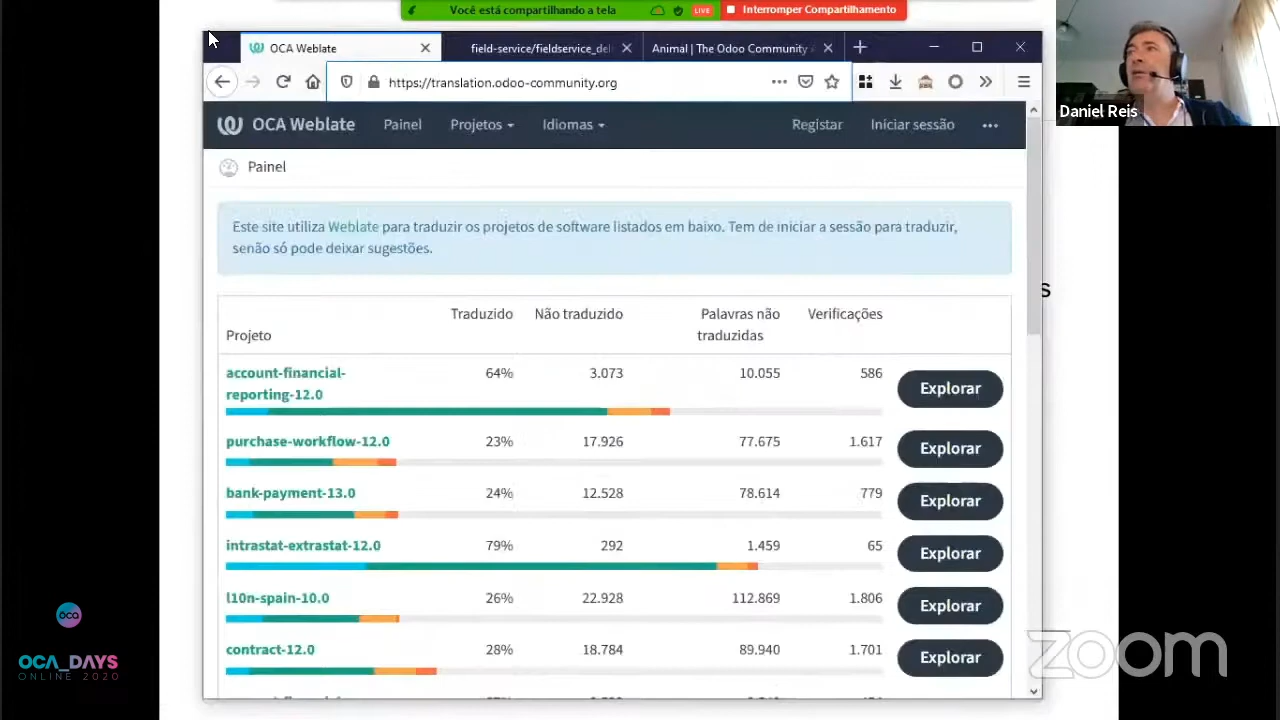 Você está compartilhando a tela
LIVE
Interromper Compartilhamento
OCA Weblate
field-service/fieldservice_del
Animal | The Odoo Community
https://translation.odoo-community.org
Daniel Reis
OCA Weblate
Painel
Projetos
Idiomas
Registar
Iniciar sessão
Painel
Este site utiliza Weblate para traduzir os projetos de software listados em baixo. Tem de iniciar a sessão para traduzir,
senão só pode deixar sugestões.
s
Projeto Traduzido Não traduzido Palavras não traduzidas Verificações
account-financial-reporting-12.0 64% 3.073 10.055 586 Explorar
purchase-workflow-12.0 23% 17.926 77.675 1.617 Explorar
bank-payment-13.0 24% 12.528 78.614 779 Explorar
intrastat-extrastat-12.0 79% 292 1.459 65 Explorar
l10n-spain-10.0 26% 22.928 112.869 1.806 Explorar
contract-12.0 28% 18.784 89.940 1.701 Explorar
oca
OCA_DAYS
ONLINE 2020
zoom